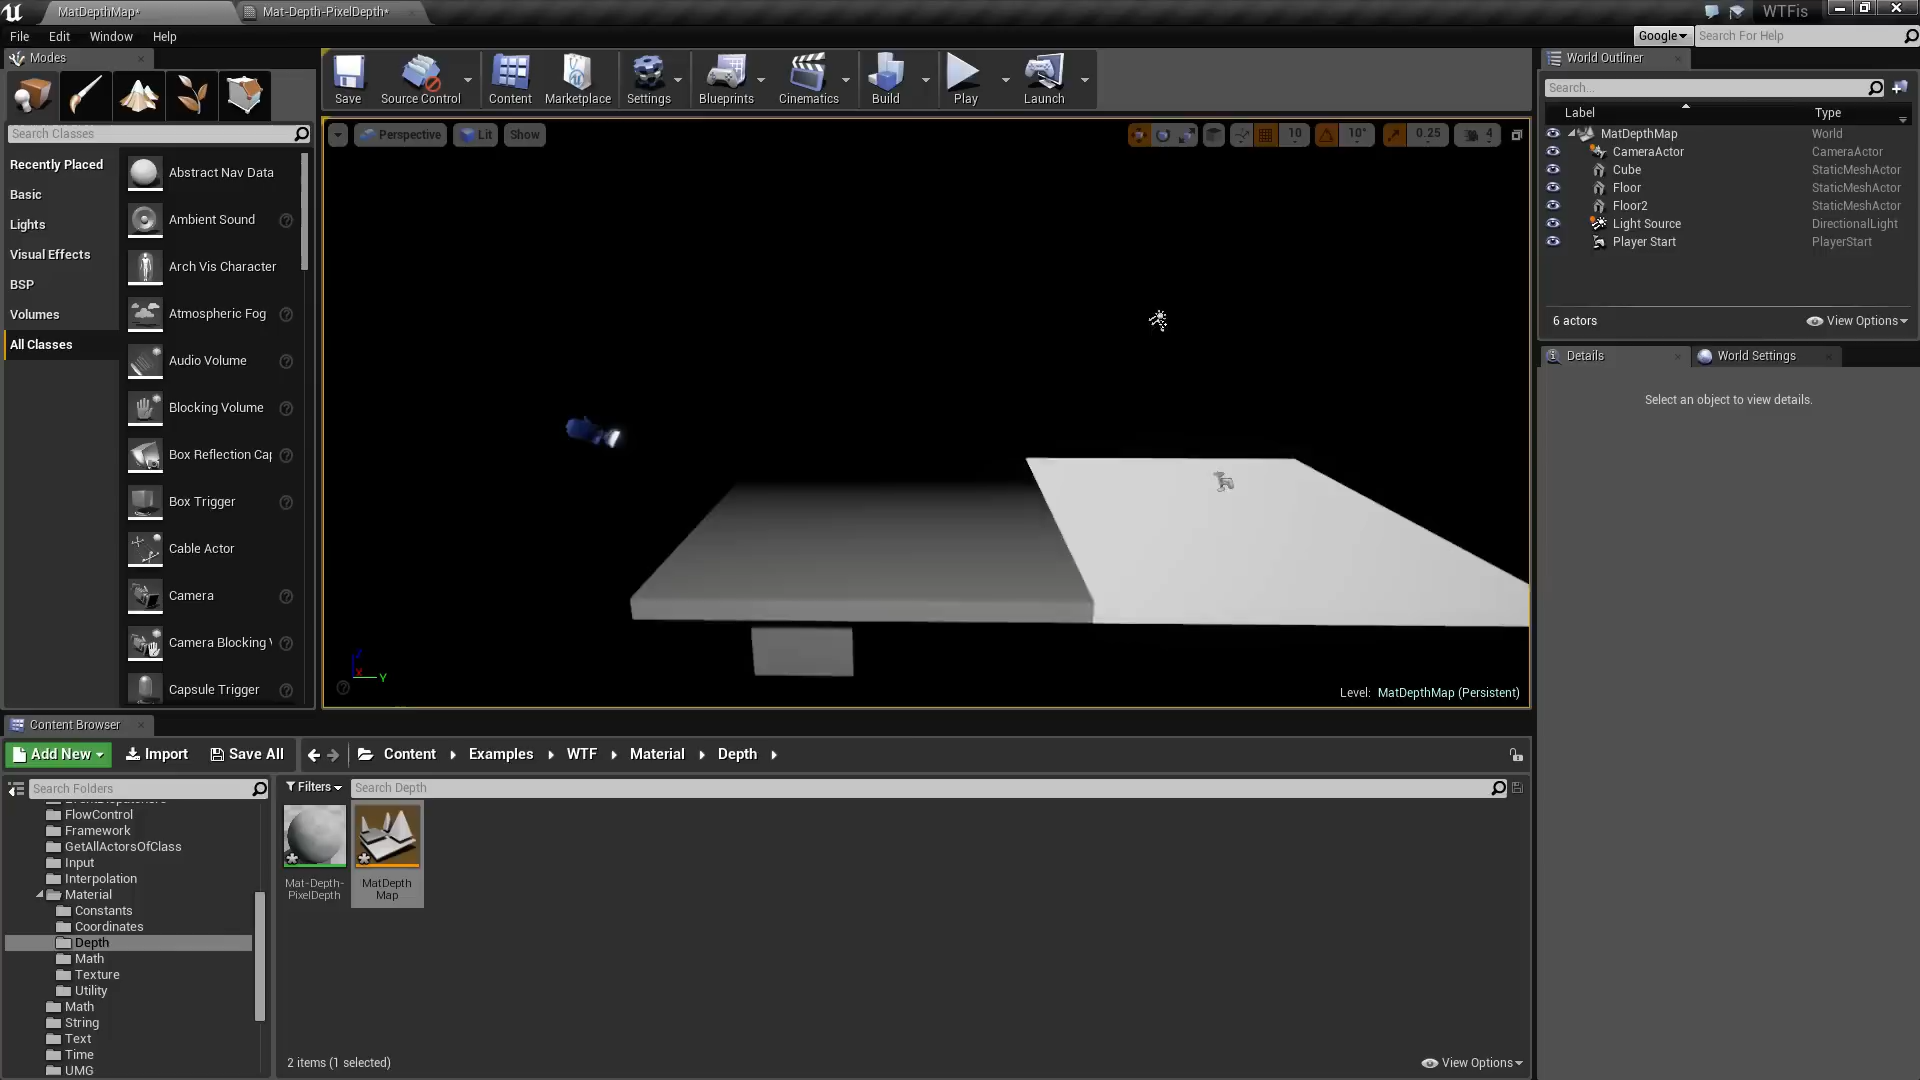 MatDepthMap*
Mat-Depth-PixelDepth*
WTFis
File
Edit
Window
Help
Google
Search For Help
Modes
Save
Source Control
Content
Marketplace
Settings
Blueprints
Cinematics
Build
Play
Launch
World Outliner
Search...
Label
Type
MatDepthMap
World
CameraActor
CameraActor
Cube
StaticMeshActor
Floor
StaticMeshActor
Floor2
StaticMeshActor
Light Source
DirectionalLight
Player Start
PlayerStart
6 actors
View Options
Details
World Settings
Select an object to view details.
Search Classes
Recently Placed
Basic
Lights
Visual Effects
BSP
Volumes
All Classes
Abstract Nav Data
Ambient Sound
Arch Vis Character
Atmospheric Fog
Audio Volume
Blocking Volume
Box Reflection Cap
Box Trigger
Cable Actor
Camera
Camera Blocking V
Capsule Trigger
Perspective
Lit
Show
10
10°
0.25
4
Z
X
Y
Level: MatDepthMap (Persistent)
Content Browser
Add New
Import
Save All
Content
Examples
WTF
Material
Depth
Search Folders
Filters
Search Depth
EventDispatchers
FlowControl
Framework
GetAllActorsOfClass
Input
Interpolation
Material
Constants
Coordinates
Depth
Math
Texture
Utility
Math
String
Text
Time
UMG
Mat-Depth-
PixelDepth
MatDepth
Map
2 items (1 selected)
View Options